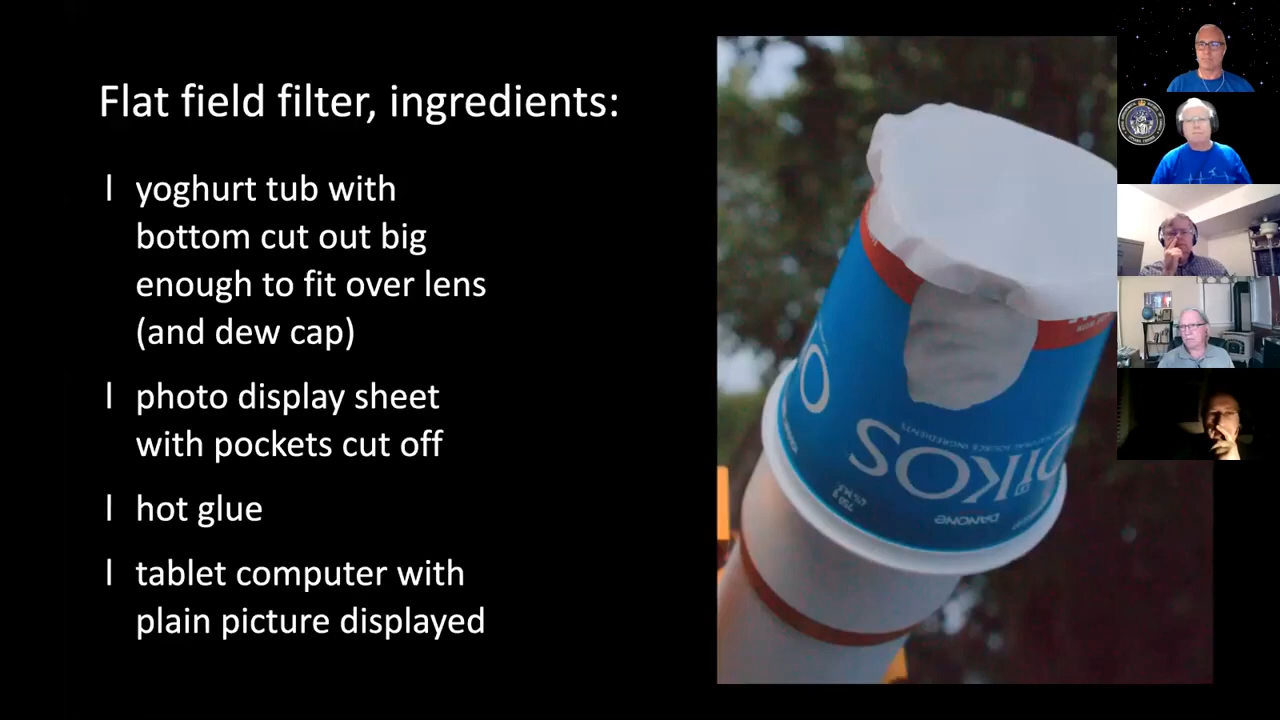 Flat field filter, ingredients:
l yoghurt tub with
bottom cut out big
enough to fit over lens
(and dew cap)
l photo display sheet
with pockets cut off
l hot glue
l tablet computer with
plain picture displayed
OIKOS
DANONE
750 g